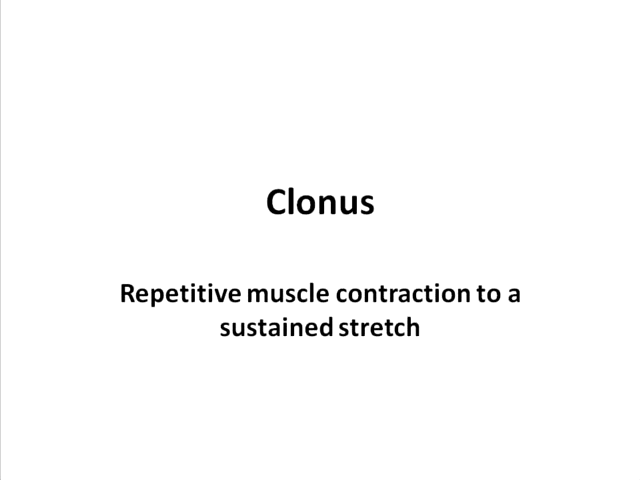 Clonus
Repetitive muscle contraction to a
sustained stretch